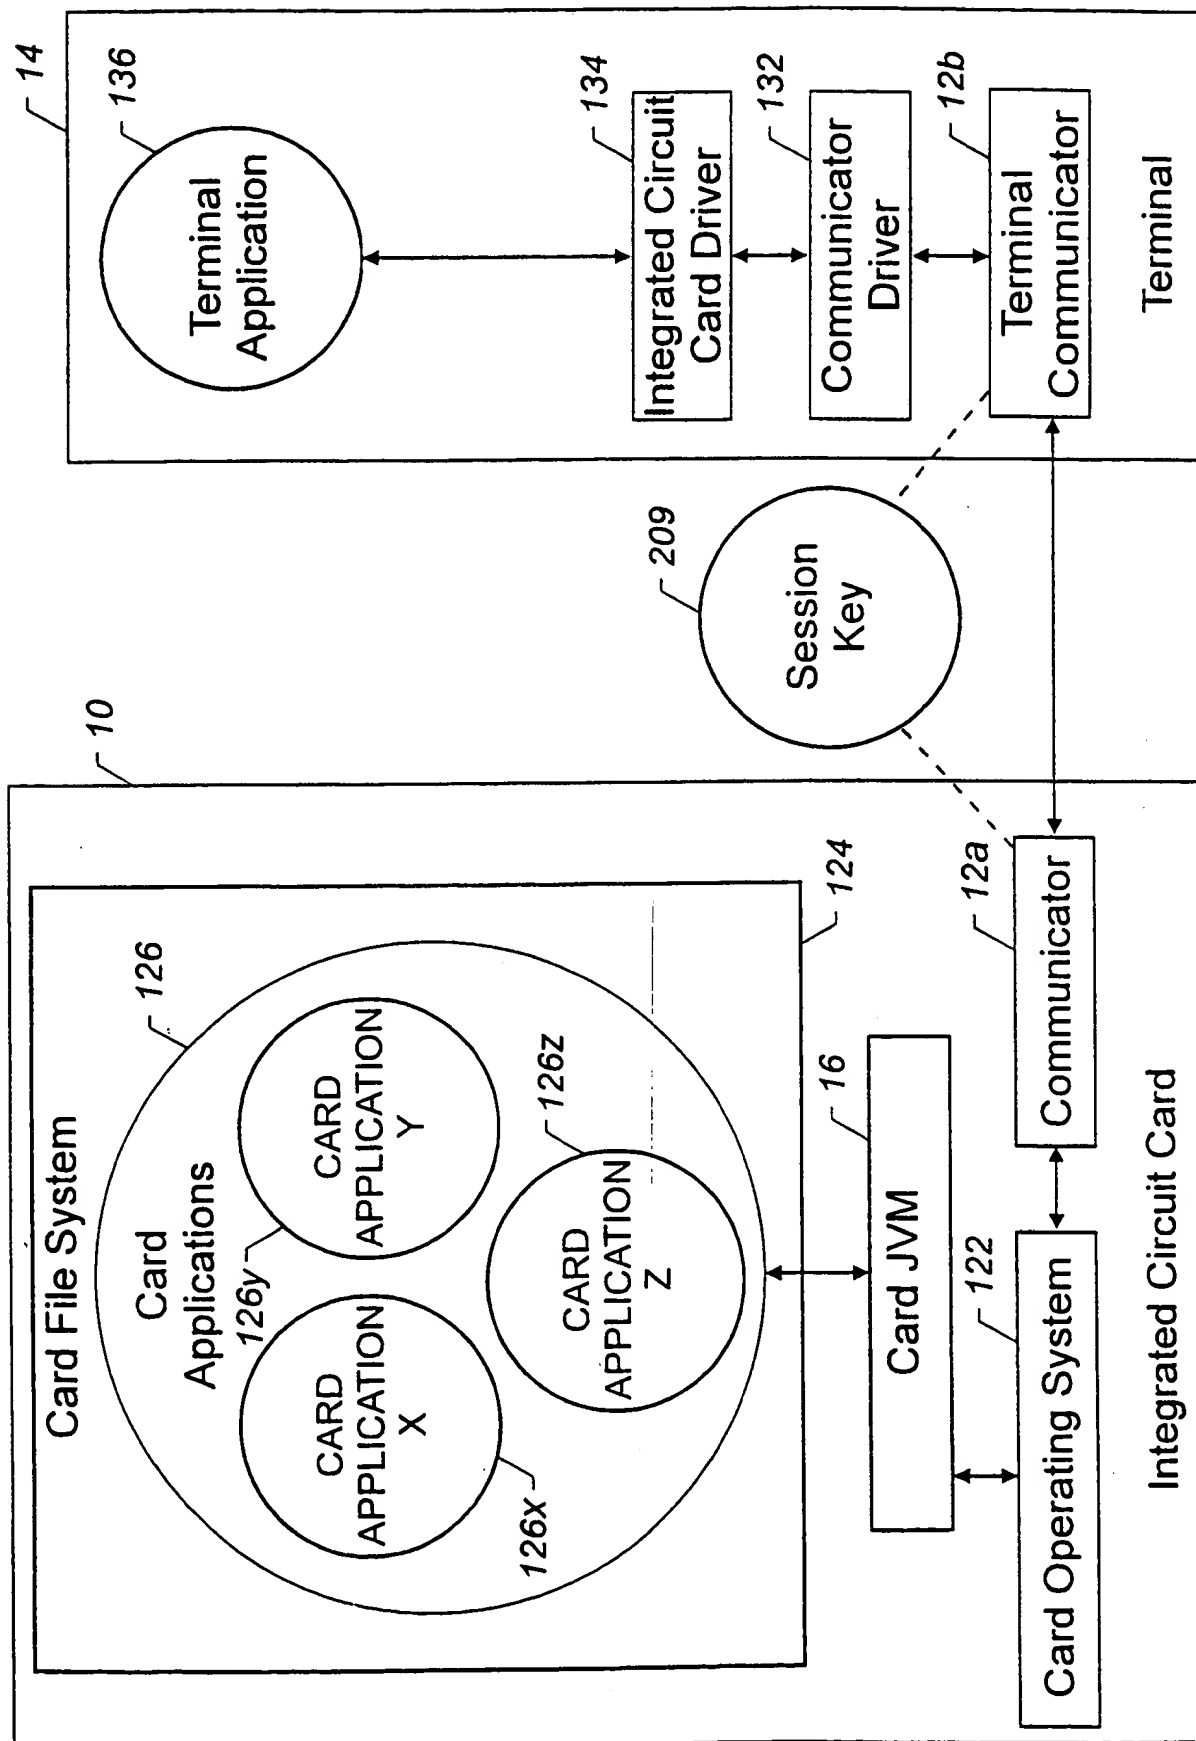 Card File System
126
Card
Applications
126y
CARD
APPLICATION
X
CARD
APPLICATION
Y
126x
CARD
APPLICATION
Z
126z
124
10
Card JVM
16
Card Operating System
122
Communicator
12a
Integrated Circuit Card
Session
Key
209
14
Terminal
Application
136
Integrated Circuit
Card Driver
134
Communicator
Driver
132
Terminal
Communicator
12b
Terminal